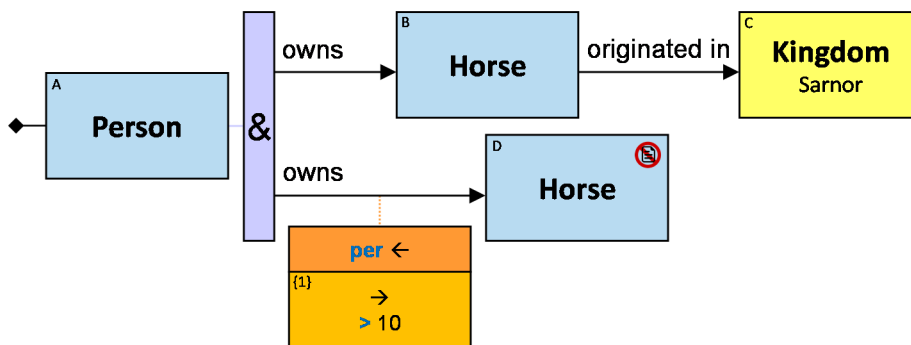 A
Person
&
owns
B
Horse
originated in
C
Kingdom
Sarnor
owns
D
Horse
per ←
{1}
→
> 10